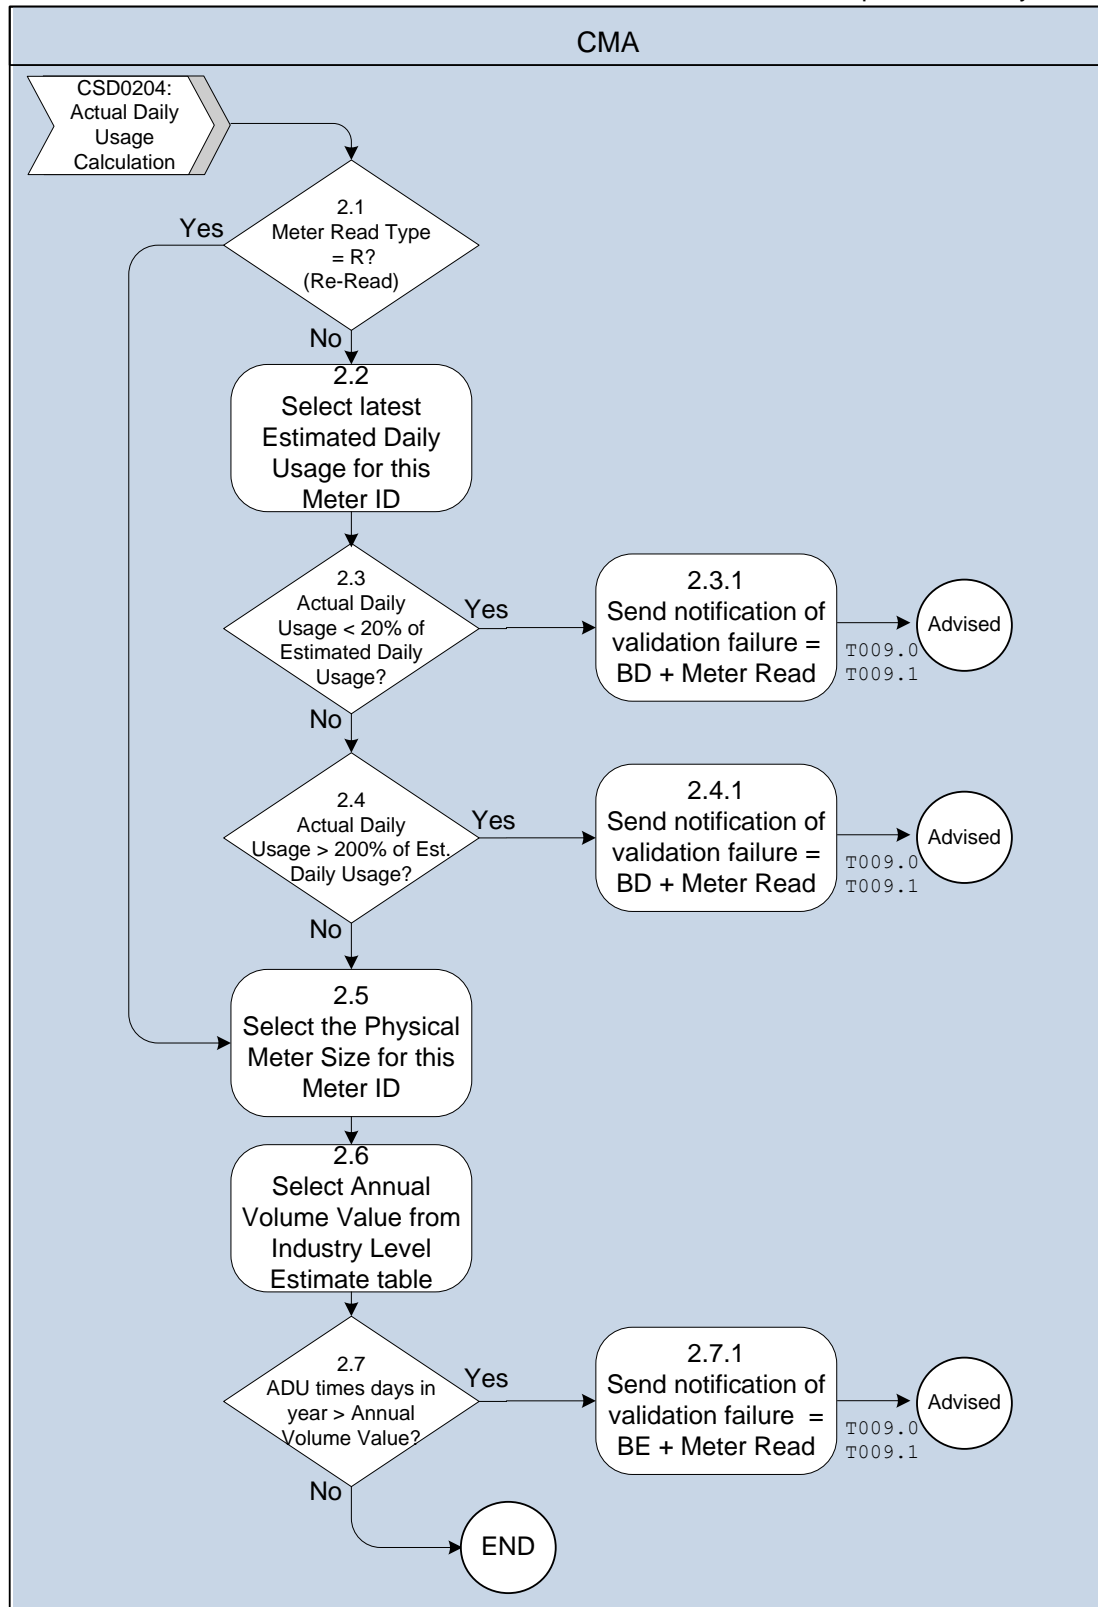 CMA
CSD0204:
Actual Daily
Usage
Calculation
2.1
Meter Read Type
= R?
(Re-Read)
Yes
No
2.2
Select latest
Estimated Daily
Usage for this
Meter ID
2.3
Actual Daily
Usage < 20% of
Estimated Daily
Usage?
Yes
2.3.1
Send notification of
validation failure =
BD + Meter Read
T009.0
T009.1
Advised
No
2.4
Actual Daily
Usage > 200% of Est.
Daily Usage?
Yes
2.4.1
Send notification of
validation failure =
BD + Meter Read
T009.0
T009.1
Advised
No
2.5
Select the Physical
Meter Size for this
Meter ID
2.6
Select Annual
Volume Value from
Industry Level
Estimate table
2.7
ADU times days in
year > Annual
Volume Value?
Yes
2.7.1
Send notification of
validation failure =
BE + Meter Read
T009.0
T009.1
Advised
No
END